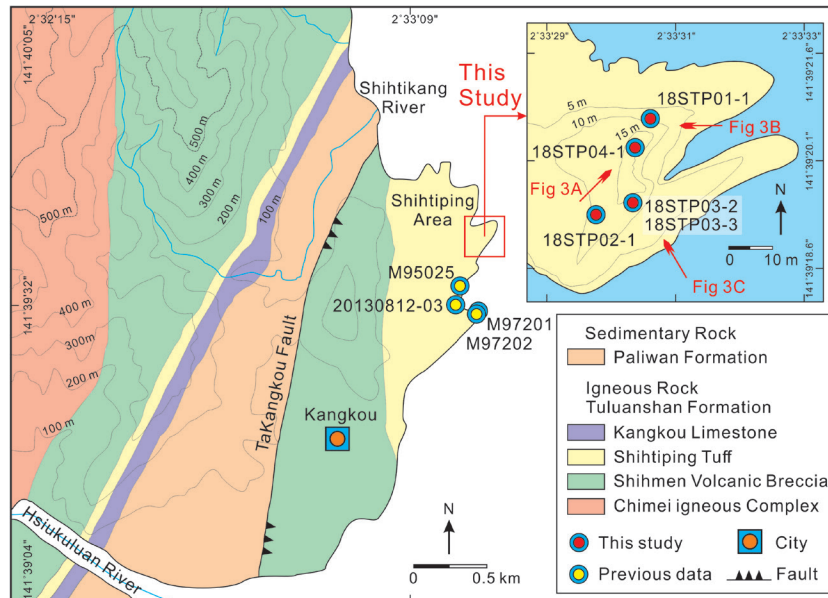 2˚32'15"
2˚33'09"
141˚40'05"
141˚39'32"
141˚39'04"
Shihtikang
River
This
Study
500 m
400 m
300 m
200 m
100 m
500 m
400 m
300 m
200 m
100 m
Shihtiping
Area
M95025
20130812-03
M97201
M97202
TaKangkou Fault
Kangkou
Hsiukuluan River
N
0 0.5 km
2˚33'29"
2˚33'31"
2˚33'33"
141˚39'21.6"
141˚39'20.1"
141˚39'18.6"
5 m
10 m
15 m
18STP01-1
Fig 3B
18STP04-1
Fig 3A
18STP03-2
18STP03-3
18STP02-1
Fig 3C
N
0 10 m
Sedimentary Rock
Paliwan Formation
Igneous Rock
Tuluanshan Formation
Kangkou Limestone
Shihtiping Tuff
Shihmen Volcanic Breccia
Chimei igneous Complex
This study
City
Previous data
Fault